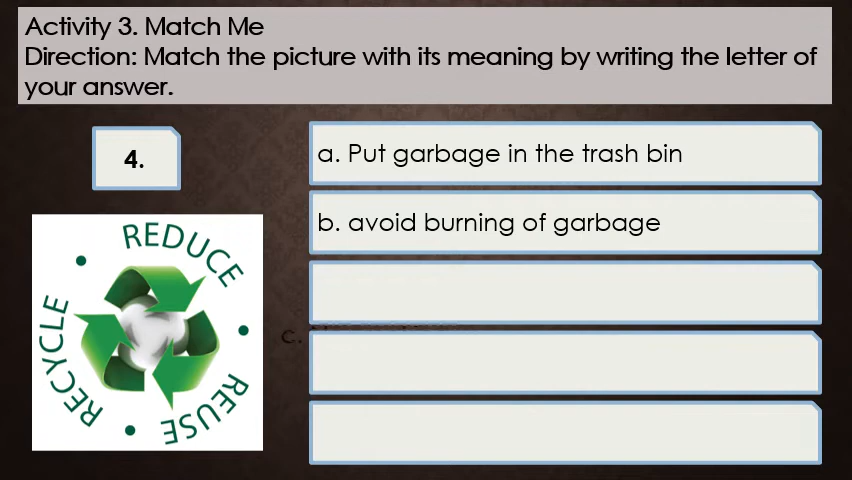 Activity 3. Match Me
Direction: Match the picture with its meaning by writing the letter of
your answer.
4.
a. Put garbage in the trash bin
b. avoid burning of garbage
c.
REDUCE
REUSE
RECYCLE